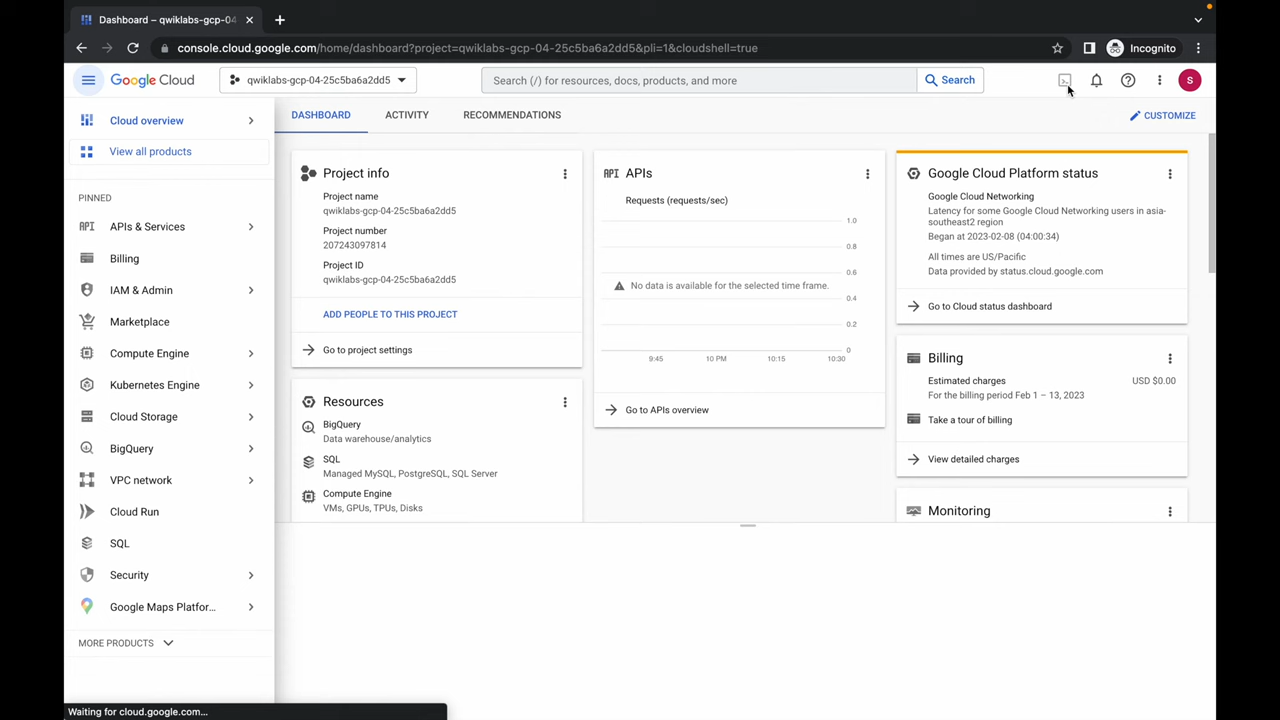 Dashboard – qwiklabs-gcp-04
console.cloud.google.com/home/dashboard?project=qwiklabs-gcp-04-25c5ba6a2dd5&pli=1&cloudshell=true
Incognito
Google Cloud
qwiklabs-gcp-04-25c5ba6a2dd5
Search (/) for resources, docs, products, and more
Search
S
Cloud overview
View all products
PINNED
APIs & Services
Billing
IAM & Admin
Marketplace
Compute Engine
Kubernetes Engine
Cloud Storage
BigQuery
VPC network
Cloud Run
SQL
Security
Google Maps Platfor...
MORE PRODUCTS
DASHBOARD
ACTIVITY
RECOMMENDATIONS
CUSTOMIZE
Project info
Project name
qwiklabs-gcp-04-25c5ba6a2dd5
Project number
207243097814
Project ID
qwiklabs-gcp-04-25c5ba6a2dd5
ADD PEOPLE TO THIS PROJECT
Go to project settings
Resources
BigQuery
Data warehouse/analytics
SQL
Managed MySQL, PostgreSQL, SQL Server
Compute Engine
VMs, GPUs, TPUs, Disks
API APIs
Requests (requests/sec)
1.0
0.8
0.6
No data is available for the selected time frame.
0.4
0.2
0
9:45 10 PM 10:15 10:30
Go to APIs overview
Google Cloud Platform status
Google Cloud Networking
Latency for some Google Cloud Networking users in asia-
southeast2 region
Began at 2023-02-08 (04:00:34)
All times are US/Pacific
Data provided by status.cloud.google.com
Go to Cloud status dashboard
Billing
Estimated charges USD $0.00
For the billing period Feb 1 – 13, 2023
Take a tour of billing
View detailed charges
Monitoring
Waiting for cloud.google.com...